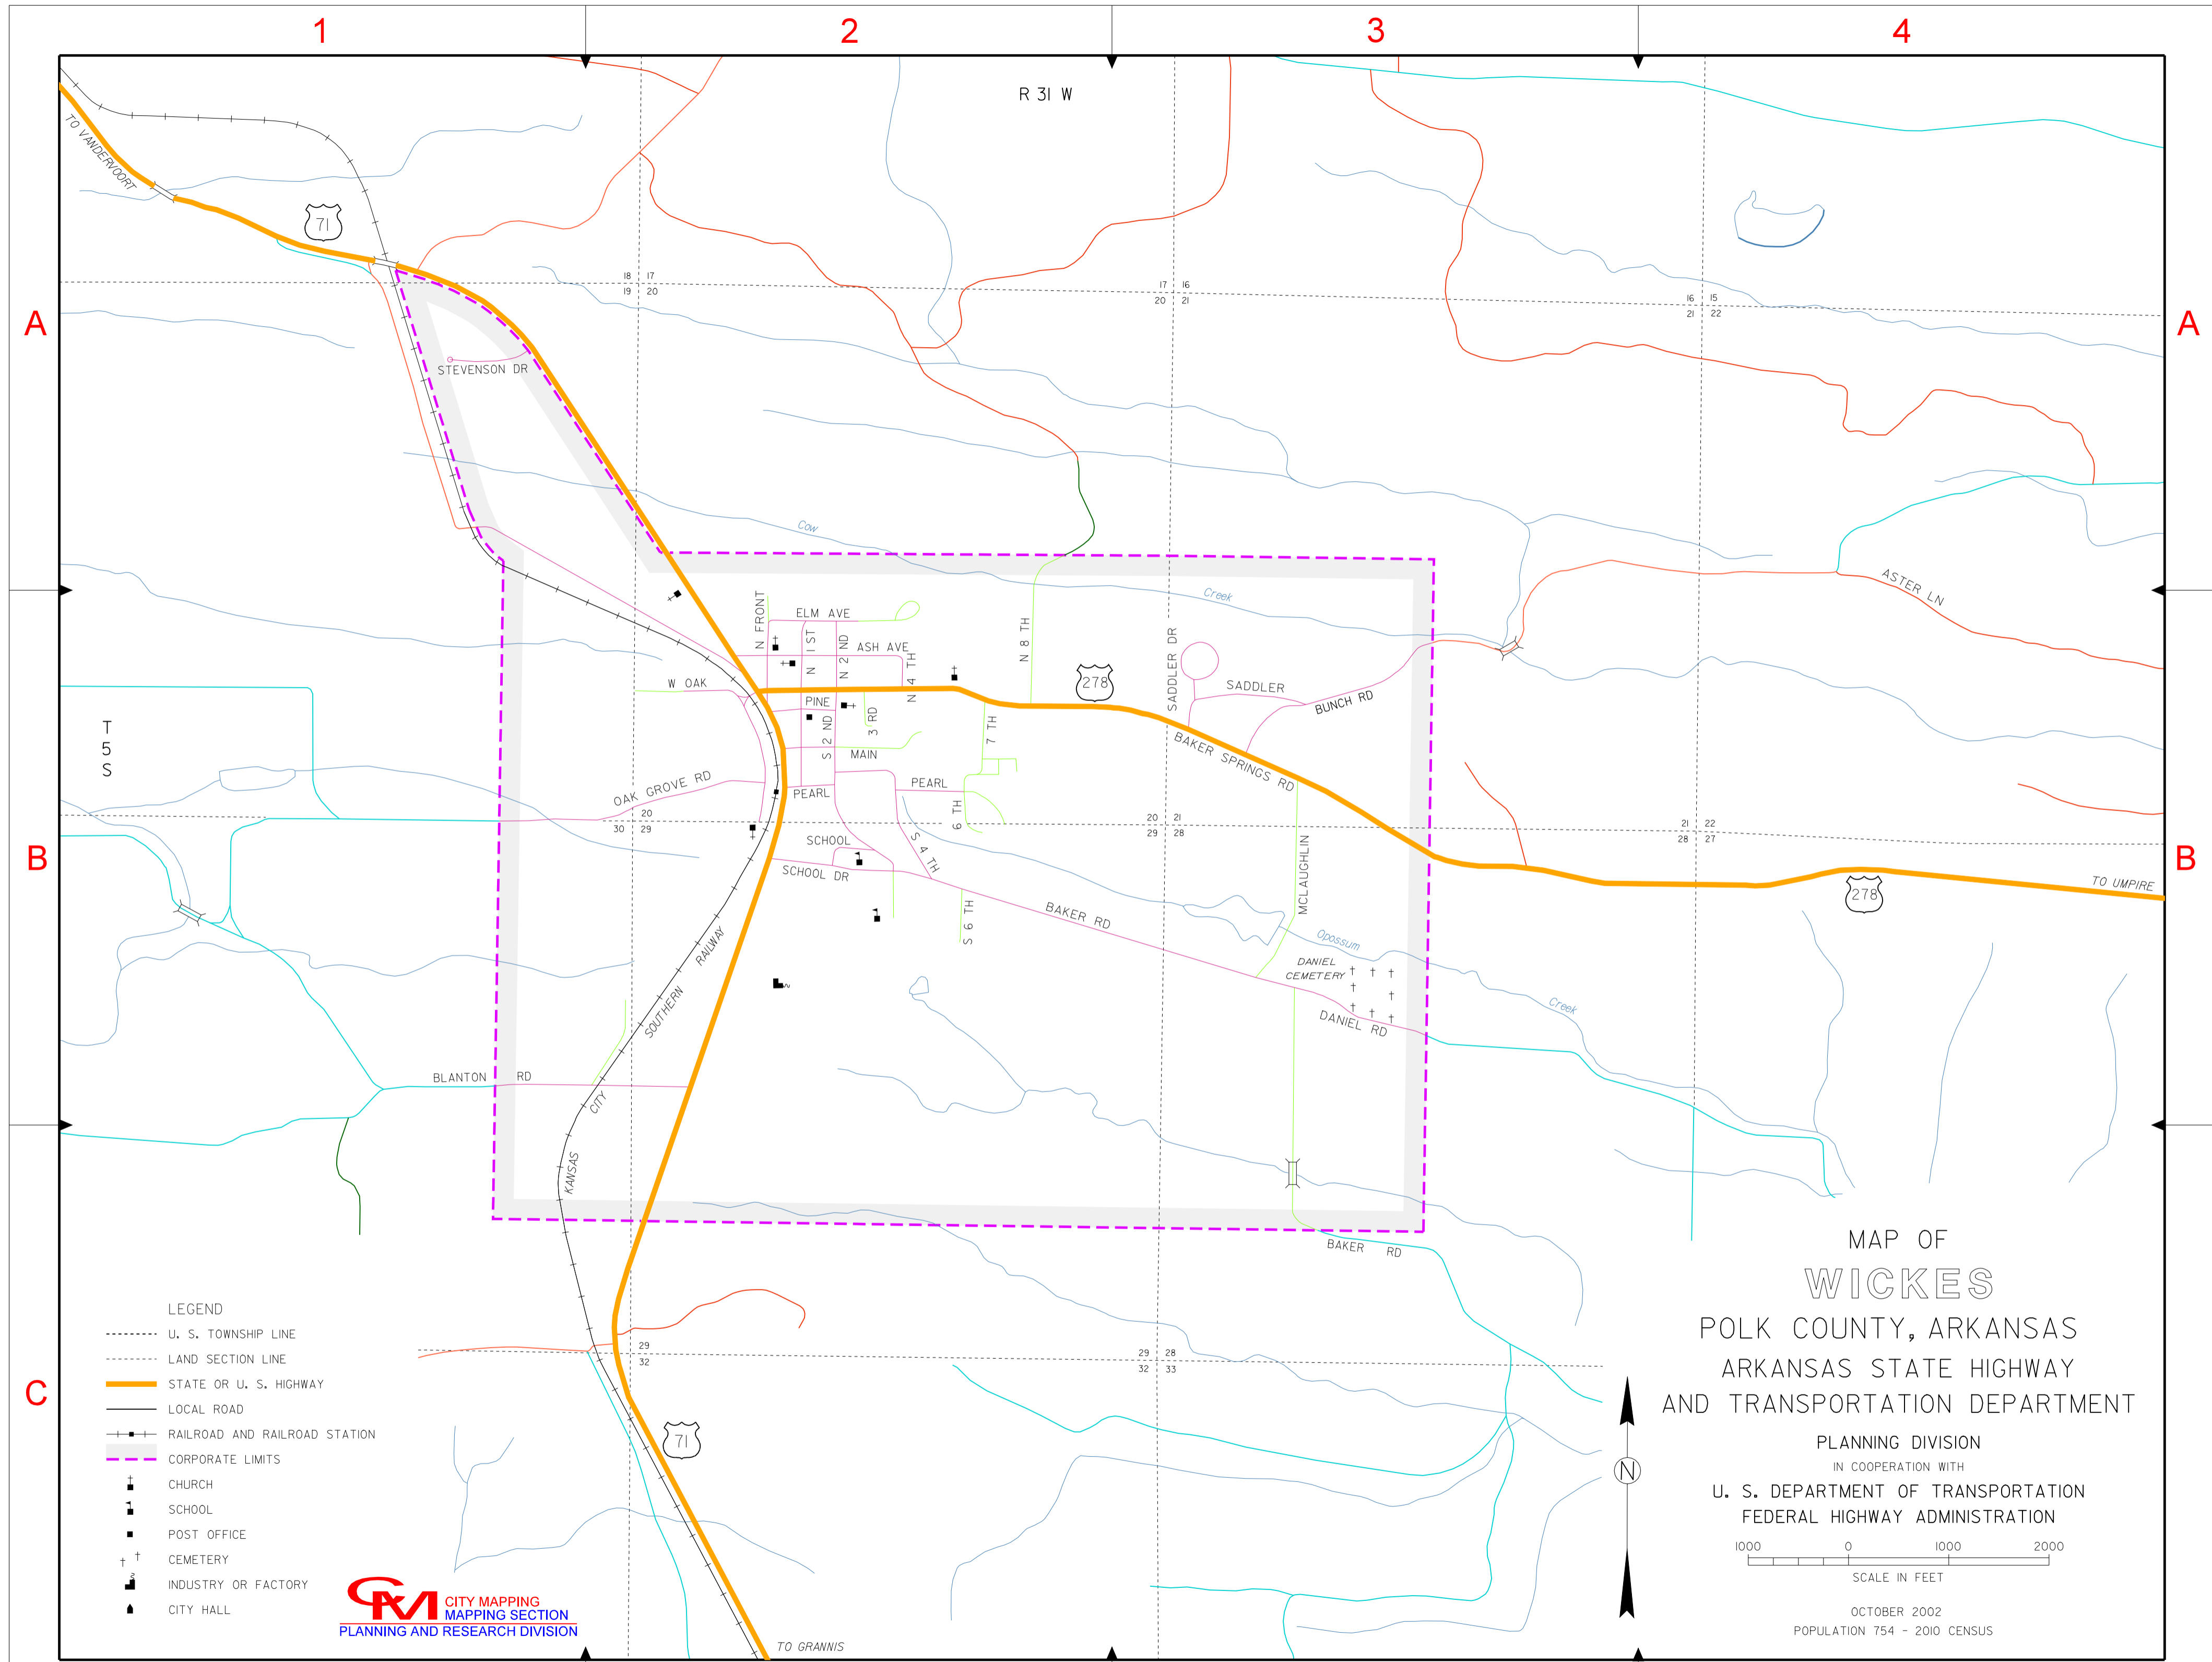 1
2
3
4
R 31 W
TO VANDERVOORT
71
18 17
19 20
17 16
20 21
16 15
21 22
A
A
STEVENSON DR
Cow
Creek
ASTER LN
N FRONT
ELM AVE
N 1 ST
N 2 ND
ASH AVE
N 4 TH
N 8 TH
SADDLER DR
W OAK
278
SADDLER
BUNCH RD
PINE
S 2 ND
3 RD
7 TH
MAIN
BAKER SPRINGS RD
T
5
S
OAK GROVE RD
PEARL
PEARL
6 TH
20
30 29
20 21
29 28
21 22
28 27
SCHOOL
S 4 TH
SCHOOL DR
MCLAUGHLIN
B
B
278
TO UMPIRE
S 6 TH
BAKER RD
Opossum
Creek
DANIEL
CEMETERY
DANIEL RD
KANSAS CITY SOUTHERN RAILWAY
BLANTON RD
BAKER RD
29
32
29 28
32 33
71
TO GRANNIS
C
LEGEND
U. S. TOWNSHIP LINE
LAND SECTION LINE
STATE OR U. S. HIGHWAY
LOCAL ROAD
RAILROAD AND RAILROAD STATION
CORPORATE LIMITS
CHURCH
SCHOOL
POST OFFICE
CEMETERY
INDUSTRY OR FACTORY
CITY HALL
CM
CITY MAPPING
MAPPING SECTION
PLANNING AND RESEARCH DIVISION
N
MAP OF
WICKES
POLK COUNTY, ARKANSAS
ARKANSAS STATE HIGHWAY
AND TRANSPORTATION DEPARTMENT
PLANNING DIVISION
IN COOPERATION WITH
U. S. DEPARTMENT OF TRANSPORTATION
FEDERAL HIGHWAY ADMINISTRATION
1000 0 1000 2000
SCALE IN FEET
OCTOBER 2002
POPULATION 754 - 2010 CENSUS